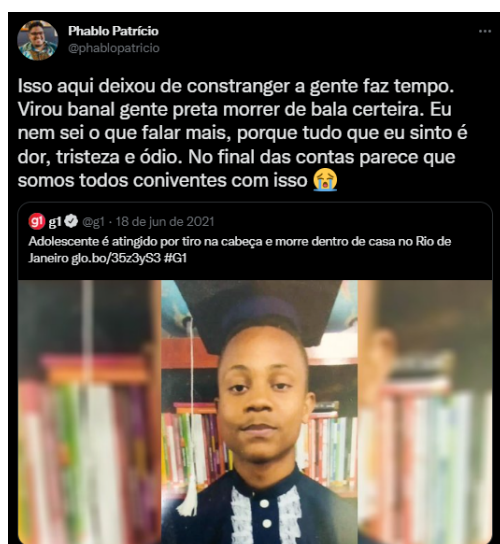 Phablo Patrício
@phablopatricio
Isso aqui deixou de constranger a gente faz tempo.
Virou banal gente preta morrer de bala certeira. Eu
nem sei o que falar mais, porque tudo que eu sinto é
dor, tristeza e ódio. No final das contas parece que
somos todos coniventes com isso 😭
g1 g1 @g1 · 18 de jun de 2021
Adolescente é atingido por tiro na cabeça e morre dentro de casa no Rio de
Janeiro glo.bo/35z3yS3 #G1